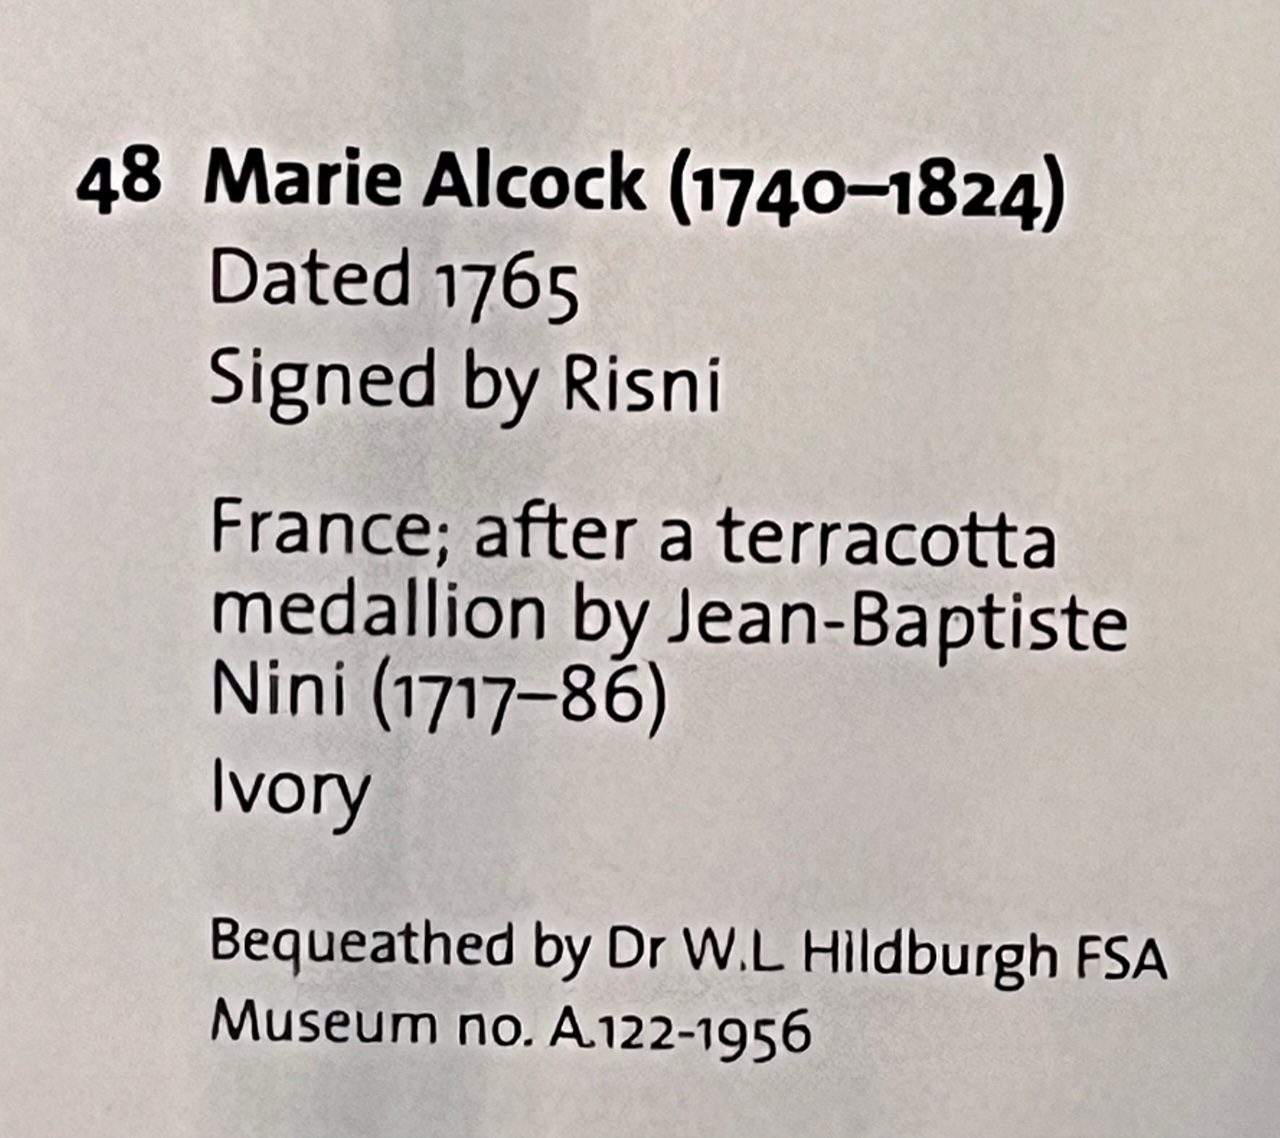 48 Marie Alcock (1740–1824)
Dated 1765
Signed by Risni
France; after a terracotta
medallion by Jean-Baptiste
Nini (1717–86)
Ivory
Bequeathed by Dr W.L Hildburgh FSA
Museum no. A.122-1956